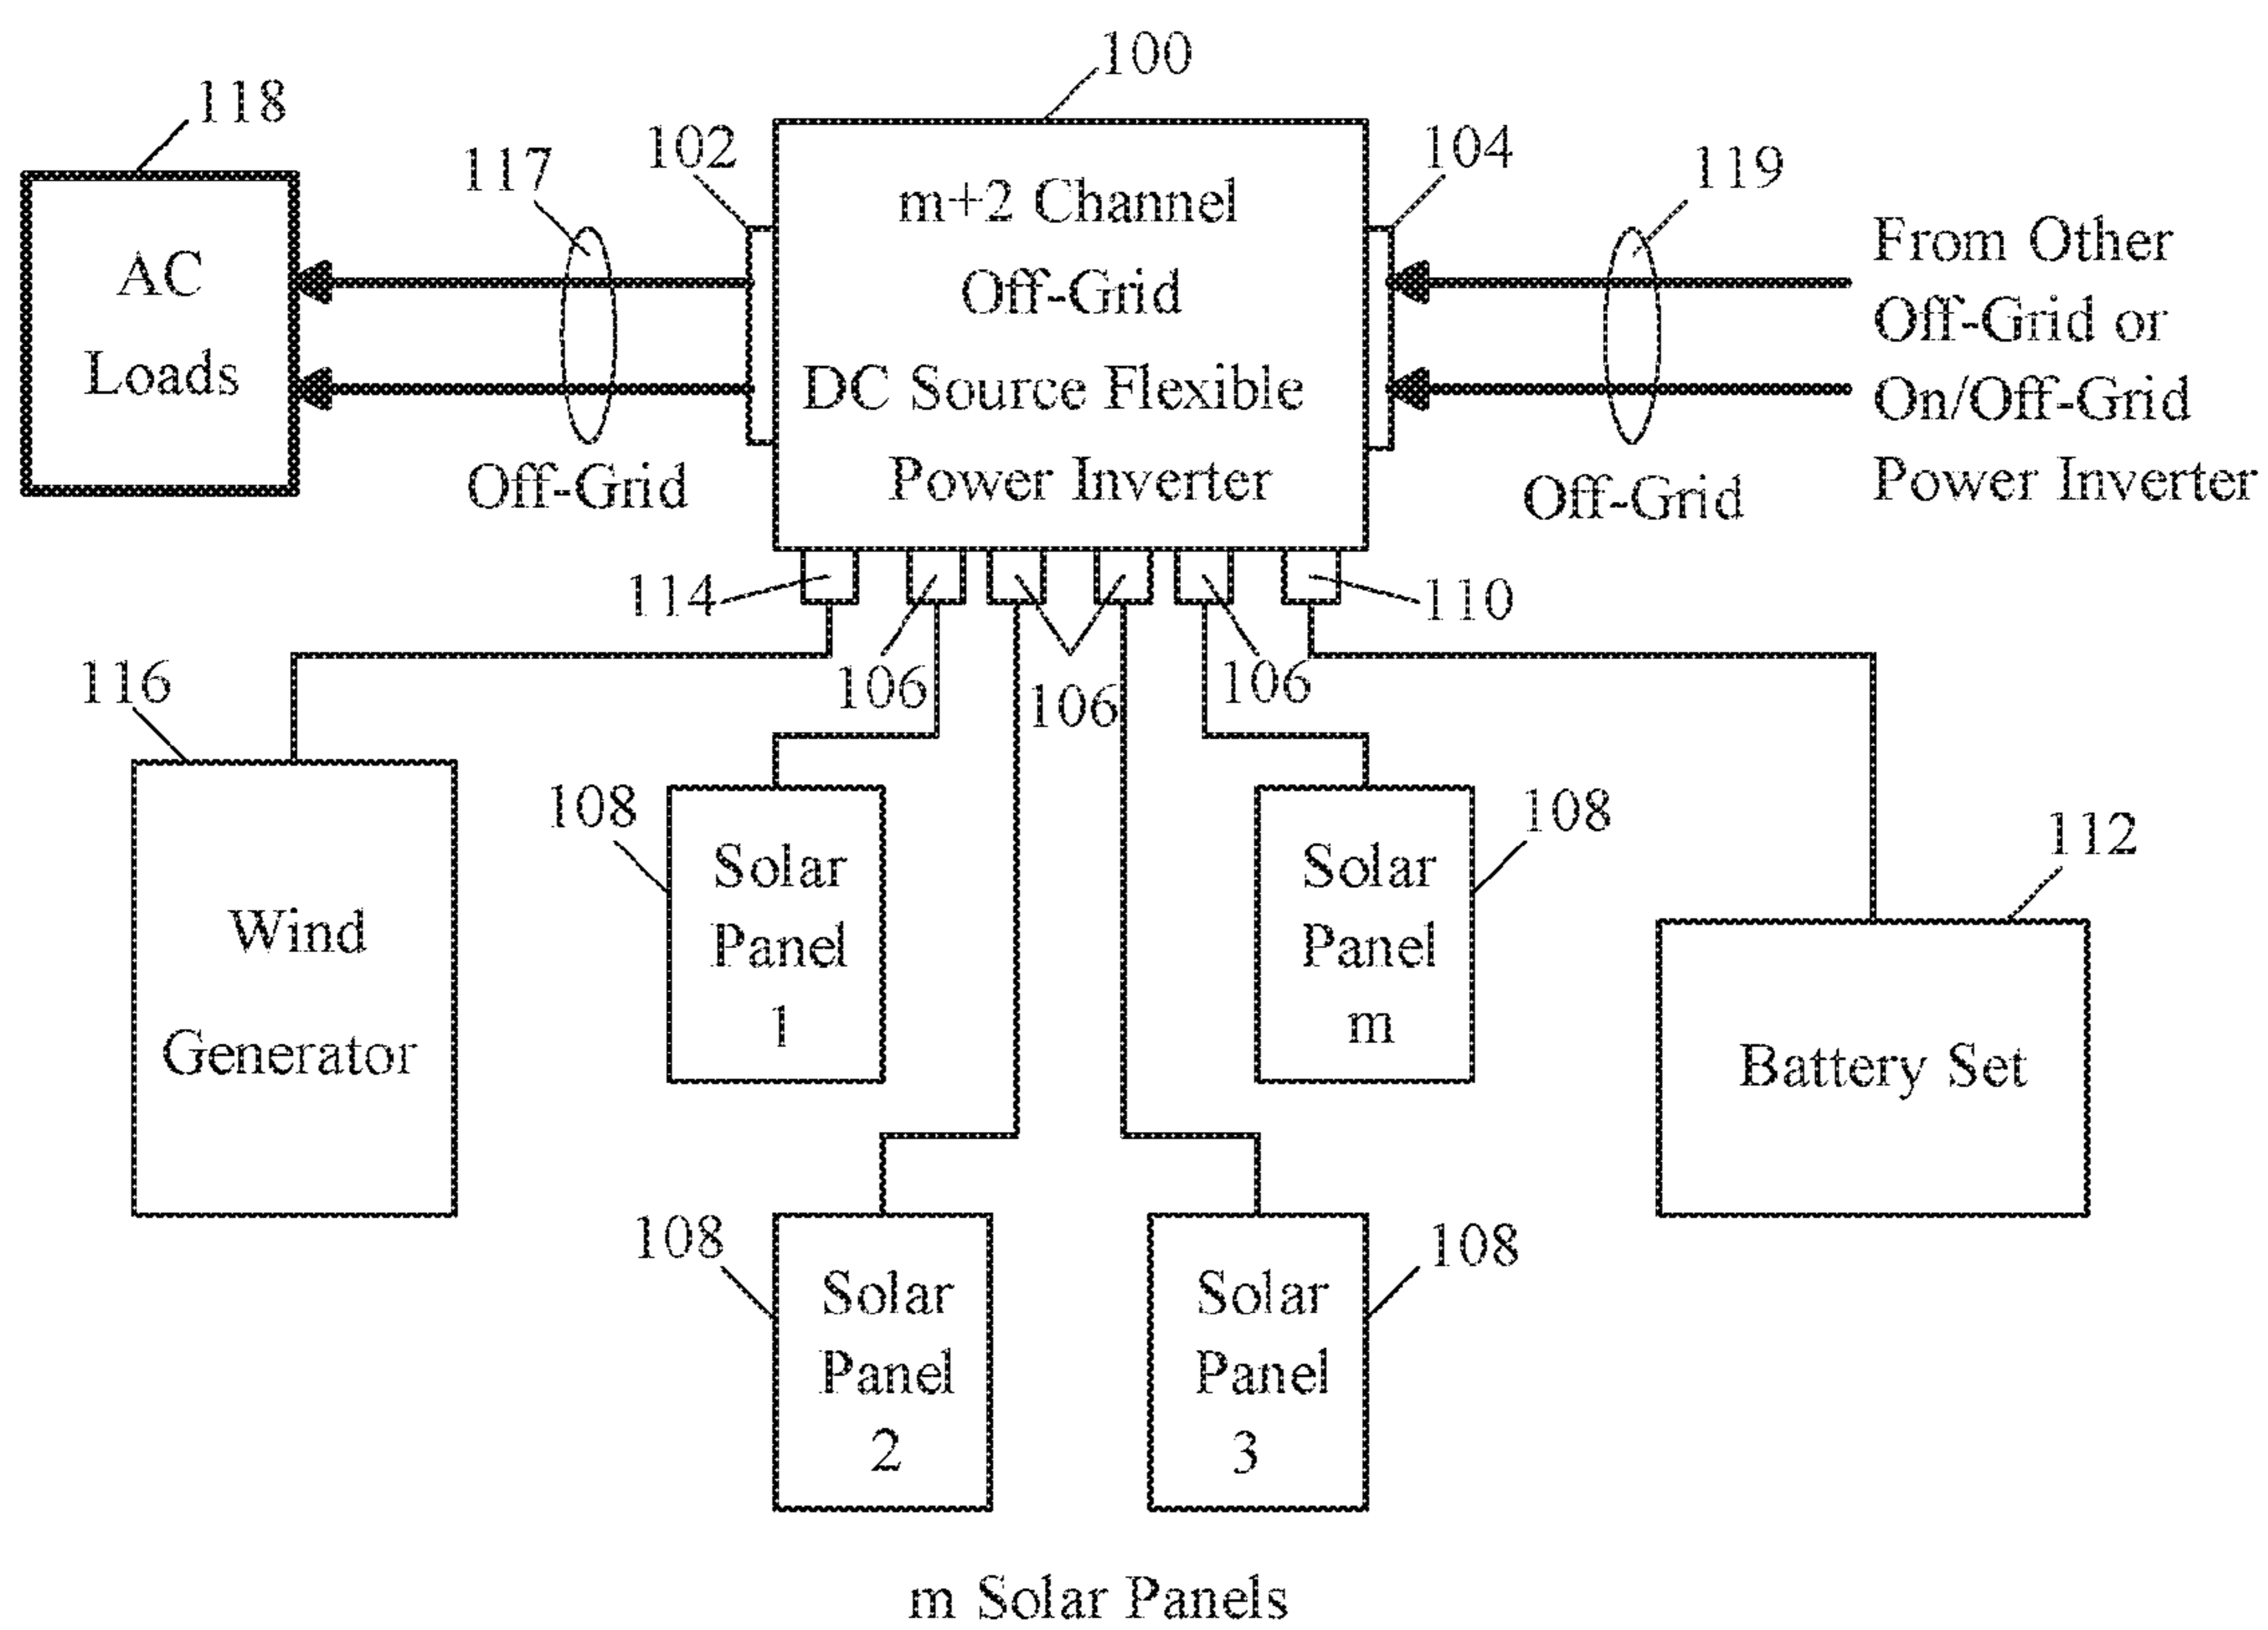 100
118
102
104
117
119
m+2 Channel
Off-Grid
DC Source Flexible
Power Inverter
AC
Loads
From Other
Off-Grid or
On/Off-Grid
Power Inverter
Off-Grid
Off-Grid
114
110
106
106
106
116
108
108
112
Wind
Generator
Solar
Panel
1
Solar
Panel
m
Battery Set
108
108
Solar
Panel
2
Solar
Panel
3
m Solar Panels